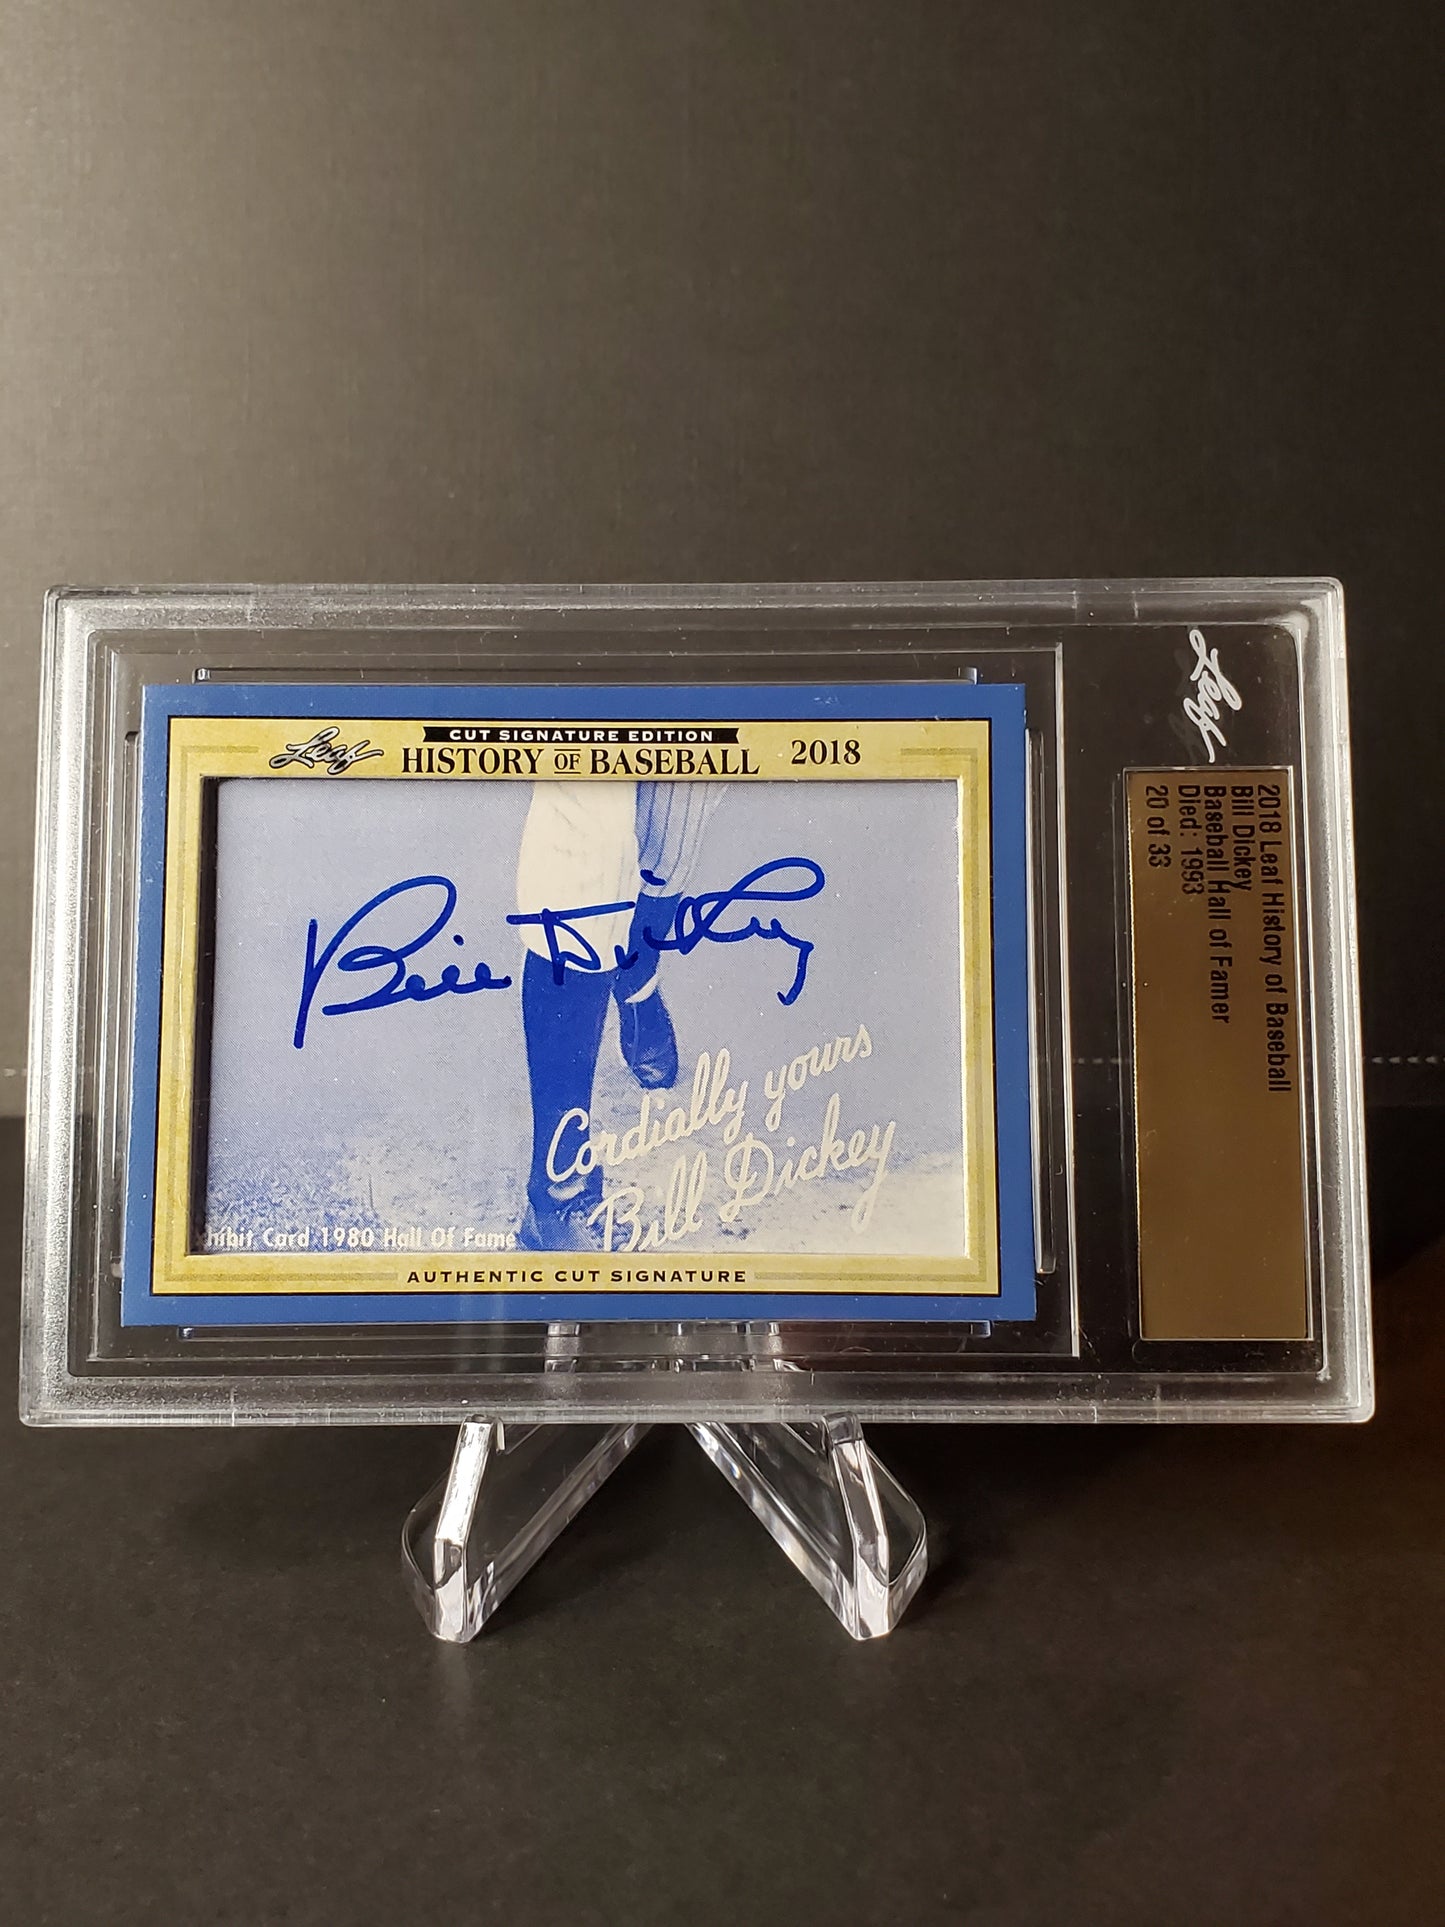 Leaf
CUT SIGNATURE EDITION
HISTORY OF BASEBALL 2018
Bill Dickey
Cordially yours
Bill Dickey
xhibit Card 1980 Hall Of Fame
AUTHENTIC CUT SIGNATURE
Leaf
2018 Leaf History of Baseball
Bill Dickey
Baseball Hall of Famer
Died: 1993
20 of 33